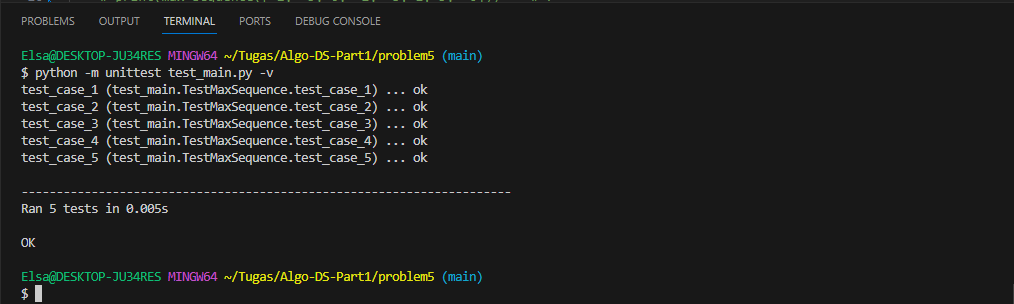 PROBLEMS OUTPUT TERMINAL PORTS DEBUG CONSOLE
Elsa@DESKTOP-JU34RES MINGW64 ~/Tugas/Algo-DS-Part1/problem5 (main)
$ python -m unittest test_main.py -v
test_case_1 (test_main.TestMaxSequence.test_case_1) ... ok
test_case_2 (test_main.TestMaxSequence.test_case_2) ... ok
test_case_3 (test_main.TestMaxSequence.test_case_3) ... ok
test_case_4 (test_main.TestMaxSequence.test_case_4) ... ok
test_case_5 (test_main.TestMaxSequence.test_case_5) ... ok
----------------------------------------------------------------------
Ran 5 tests in 0.005s
OK
Elsa@DESKTOP-JU34RES MINGW64 ~/Tugas/Algo-DS-Part1/problem5 (main)
$